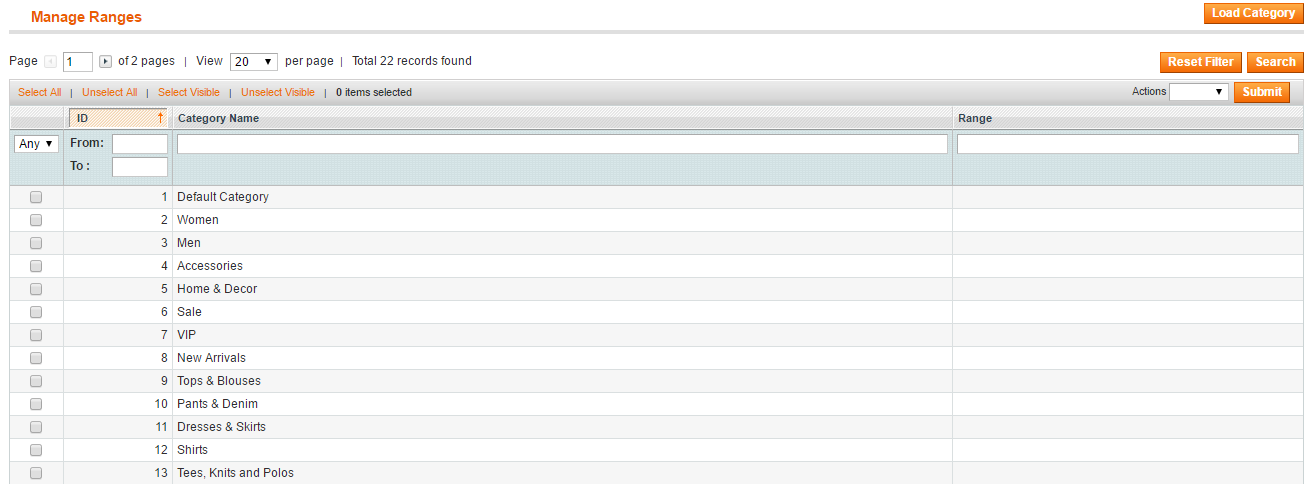 Manage Ranges Load Category
Page 1 of 2 pages | View 20 per page | Total 22 records found Reset Filter Search
Select All | Unselect All | Select Visible | Unselect Visible | 0 items selected Actions Submit
ID Category Name Range
Any From:
To :
1 Default Category
2 Women
3 Men
4 Accessories
5 Home & Decor
6 Sale
7 VIP
8 New Arrivals
9 Tops & Blouses
10 Pants & Denim
11 Dresses & Skirts
12 Shirts
13 Tees, Knits and Polos